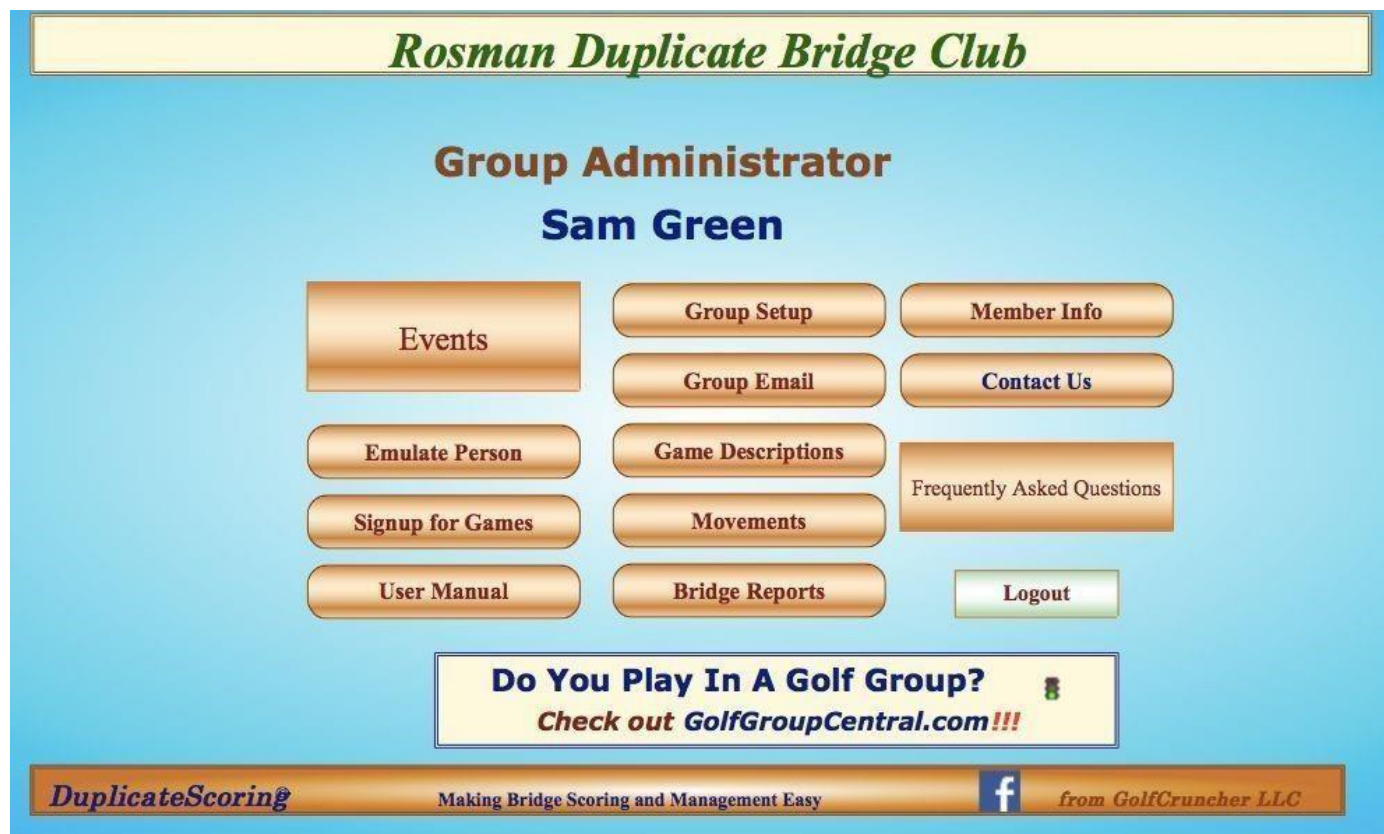 Rosman Duplicate Bridge Club
Group Administrator
Sam Green
Events
Group Setup
Member Info
Group Email
Contact Us
Emulate Person
Game Descriptions
Frequently Asked Questions
Signup for Games
Movements
User Manual
Bridge Reports
Logout
Do You Play In A Golf Group?
Check out GolfGroupCentral.com!!!
DuplicateScoring
Making Bridge Scoring and Management Easy
f
from GolfCruncher LLC